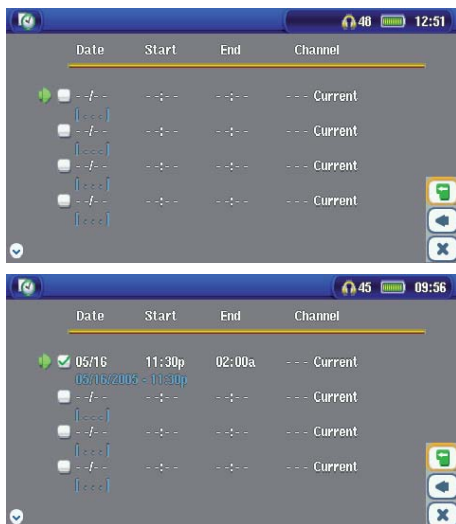 48 12:51
Date Start End Channel
--/-- --:-- --:-- --- Current
[---]
--/-- --:-- --:-- --- Current
[---]
--/-- --:-- --:-- --- Current
[---]
--/-- --:-- --:-- --- Current
[---]
45 09:56
Date Start End Channel
05/16 11:30p 02:00a --- Current
05/16/2005 - 11:30p
--/-- --:-- --:-- --- Current
[---]
--/-- --:-- --:-- --- Current
[---]
--/-- --:-- --:-- --- Current
[---]